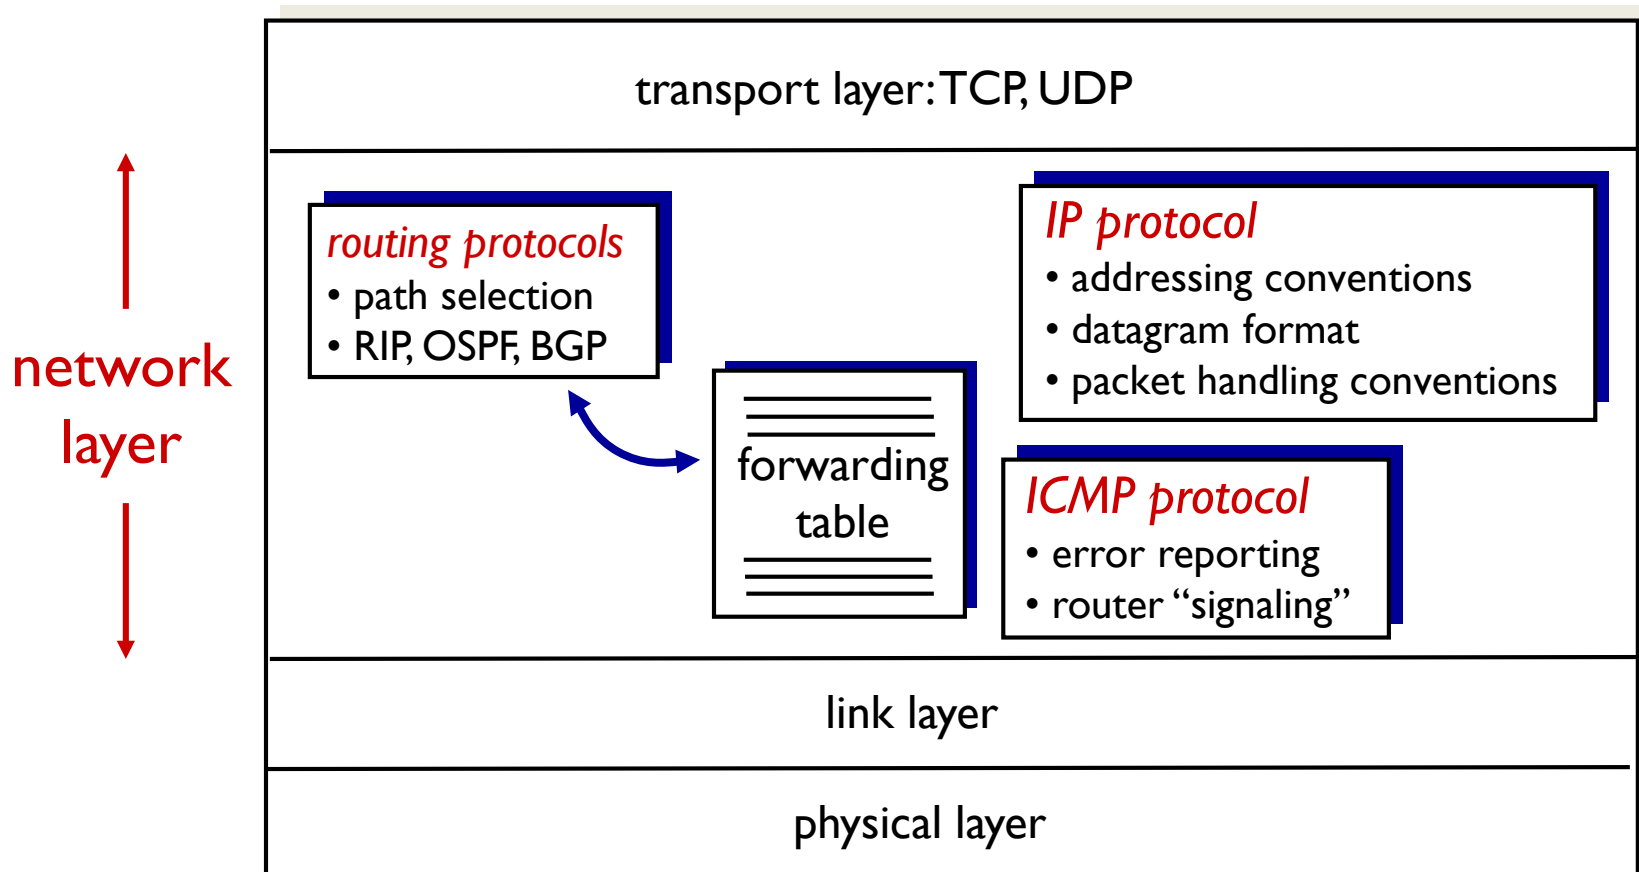 transport layer: TCP, UDP
network
layer
routing protocols
• path selection
• RIP, OSPF, BGP
forwarding
table
IP protocol
• addressing conventions
• datagram format
• packet handling conventions
ICMP protocol
• error reporting
• router “signaling”
link layer
physical layer